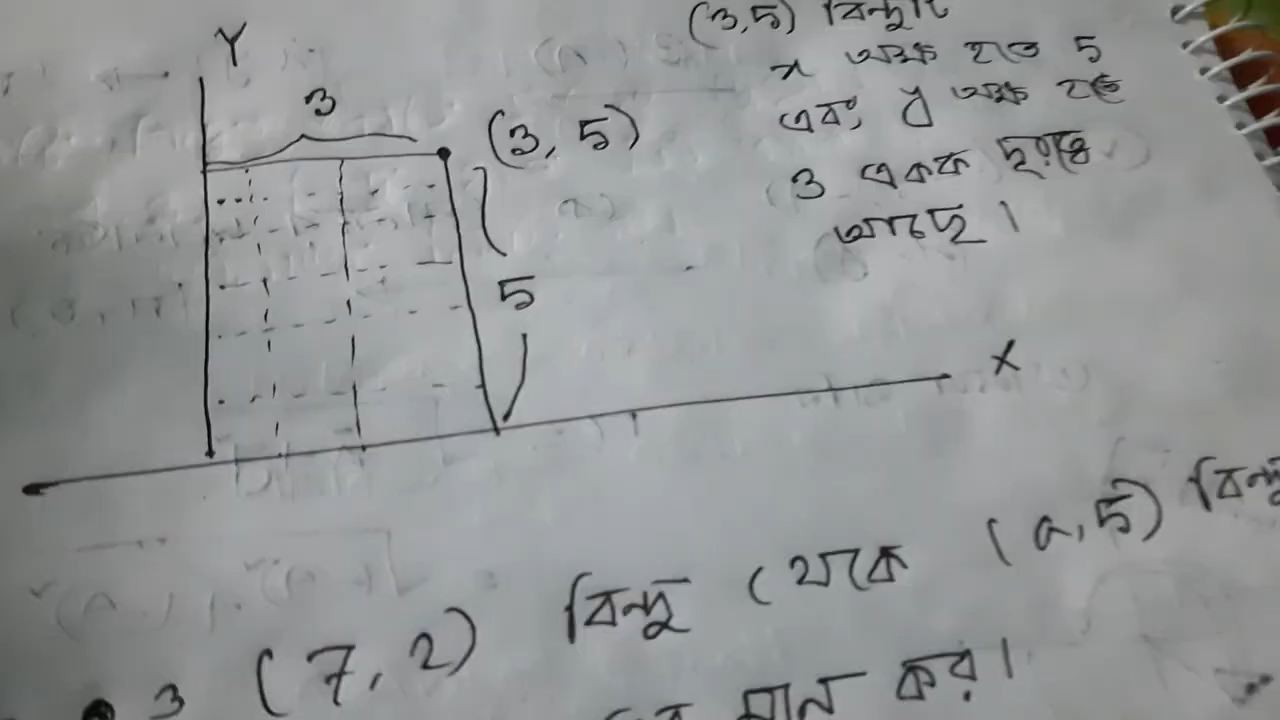 (3,5) বিন্দুটি
x অক্ষ হতে 5
এবং y অক্ষ হতে
3 একক দূরত্বে
আছে।
Y
3
(3, 5)
5
X
(7, 2) বিন্দু থেকে (a, 5) বিন্দু
3
মান কর।